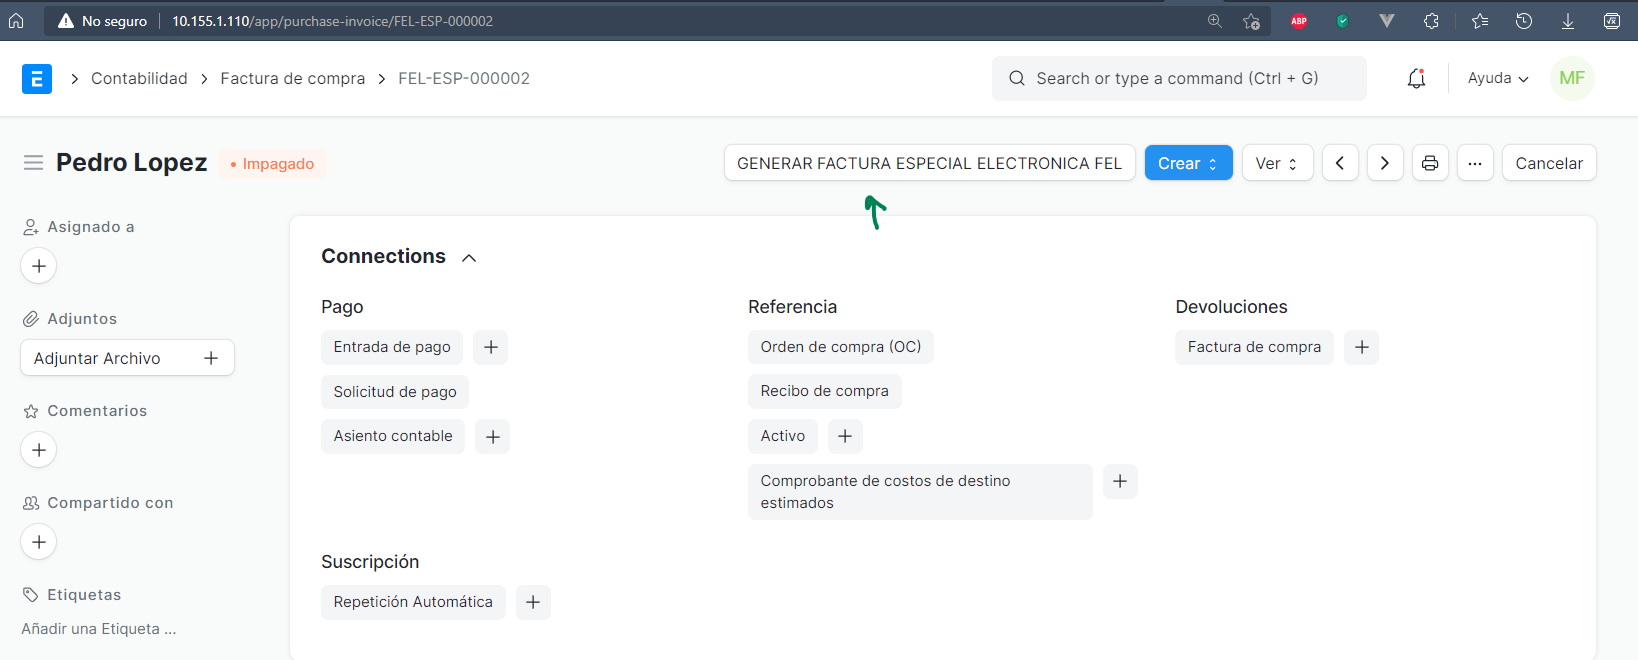 No seguro 10.155.1.110/app/purchase-invoice/FEL-ESP-000002
ABP
E Contabilidad Factura de compra FEL-ESP-000002 Search or type a command (Ctrl + G) Ayuda MF
Pedro Lopez Impagado GENERAR FACTURA ESPECIAL ELECTRONICA FEL Crear Ver ... Cancelar
Asignado a
Adjuntos
Adjuntar Archivo
Comentarios
Compartido con
Etiquetas
Añadir una Etiqueta ...
Connections
Pago
Entrada de pago
Solicitud de pago
Asiento contable
Referencia
Orden de compra (OC)
Recibo de compra
Activo
Comprobante de costos de destino
estimados
Devoluciones
Factura de compra
Suscripción
Repetición Automática